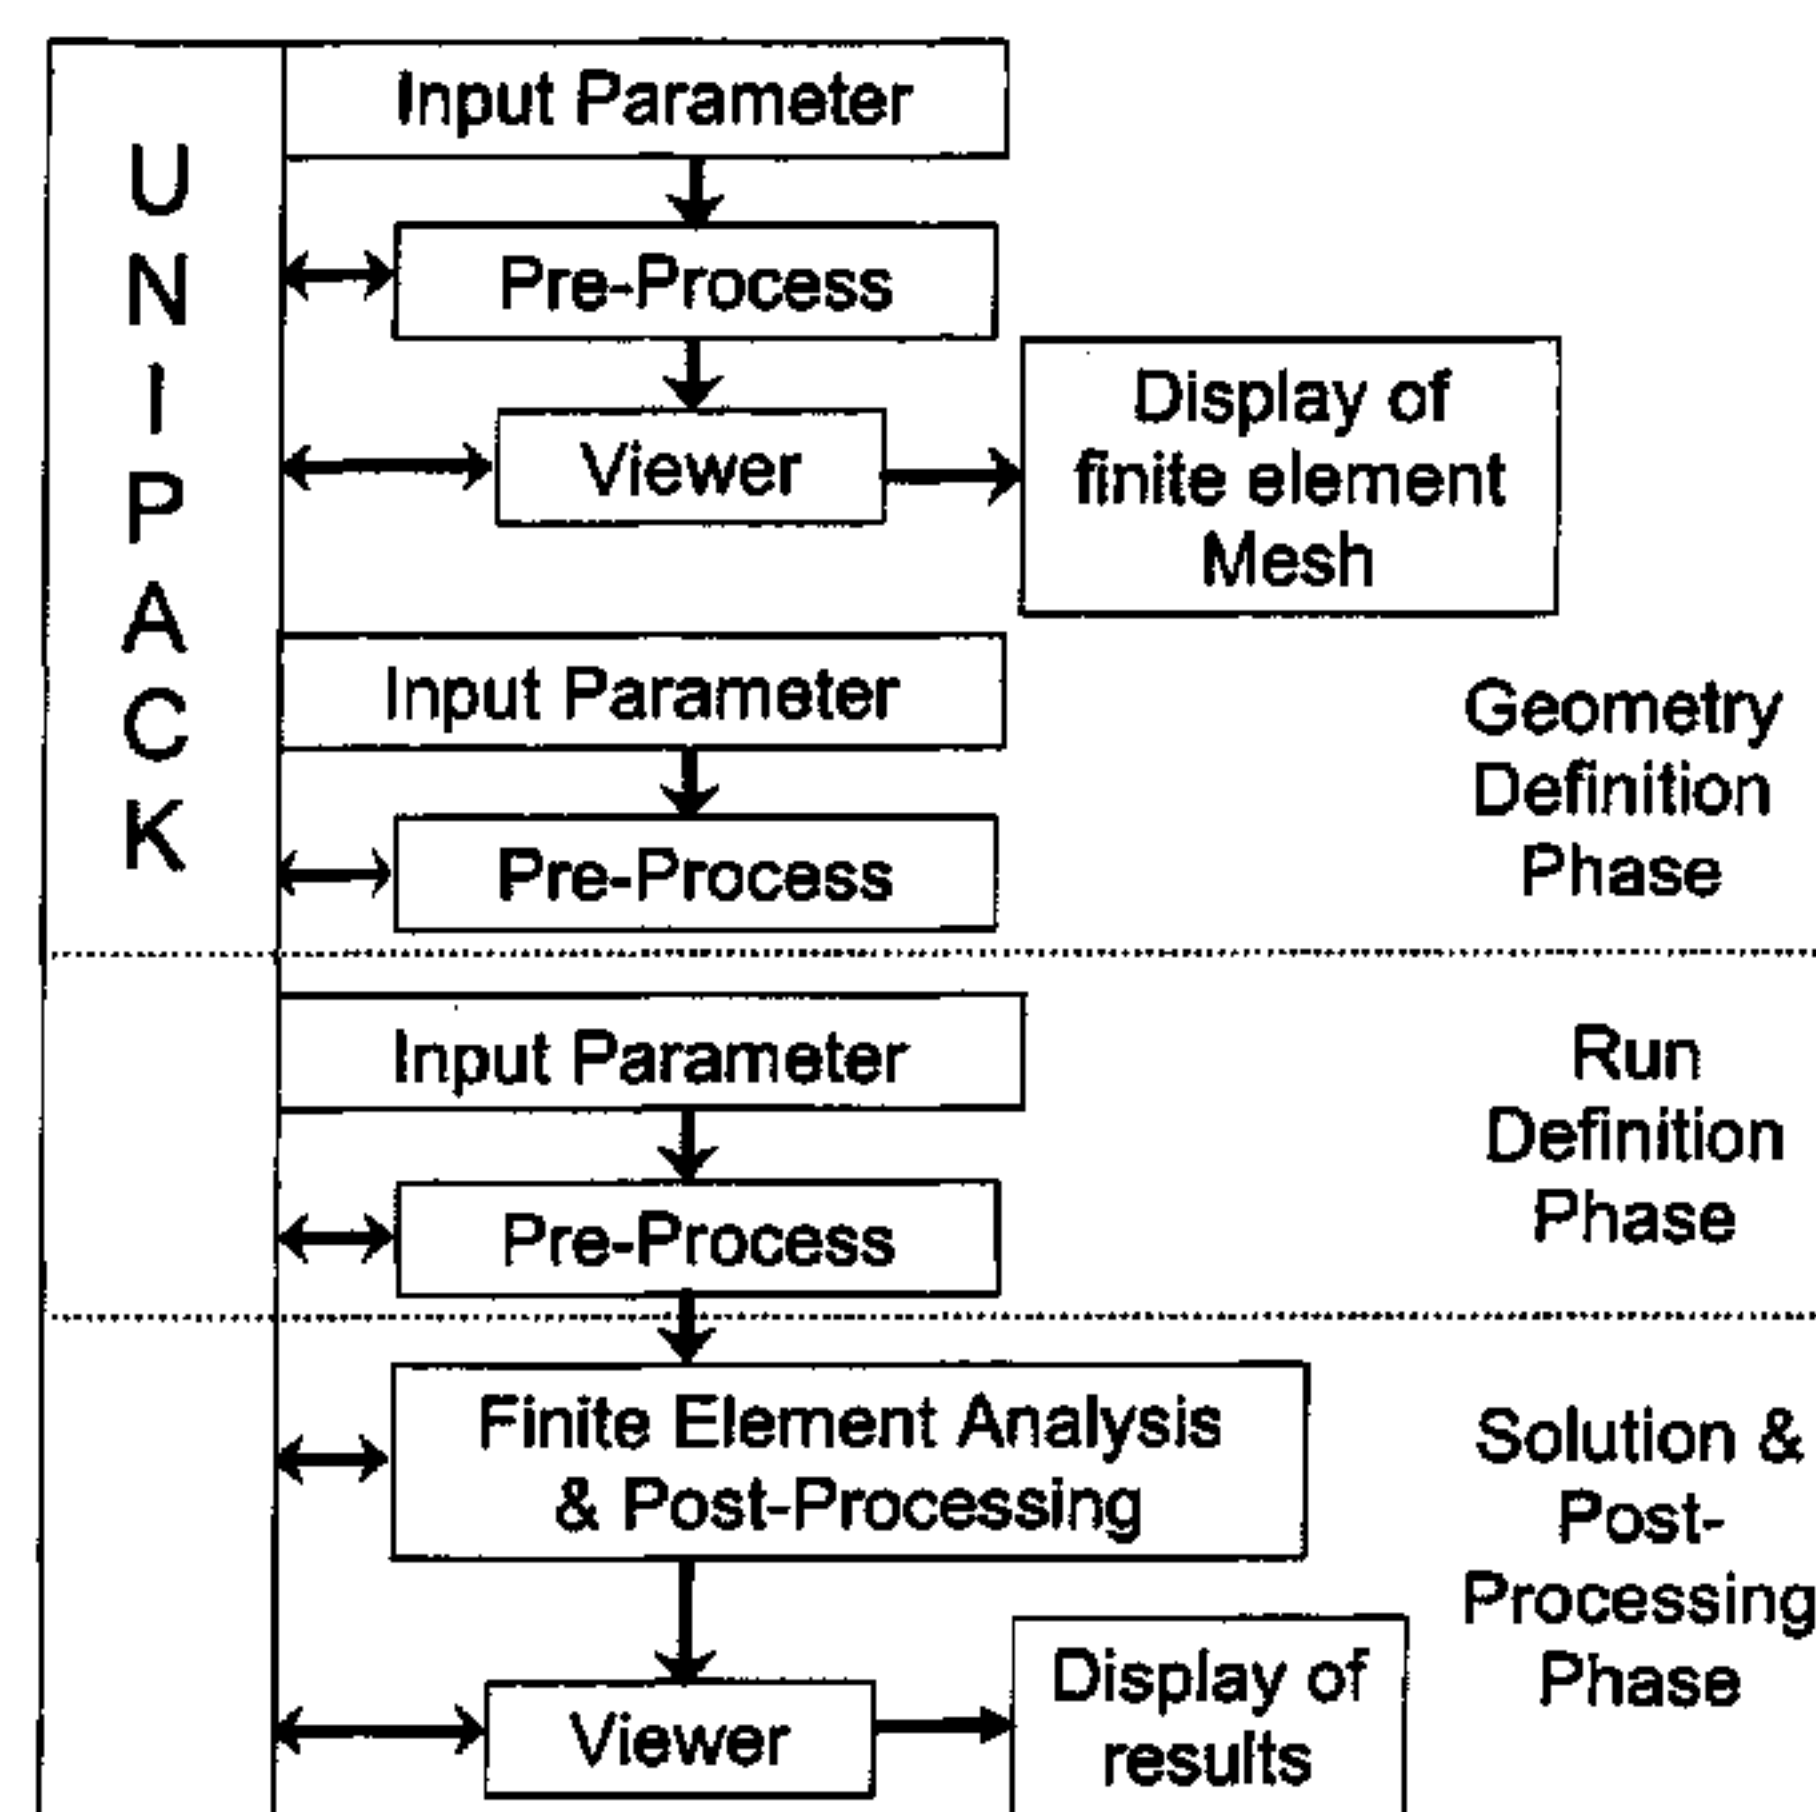 UNIPACK
Input Parameter
Pre-Process
Viewer
Display of
finite element
Mesh
Input Parameter
Pre-Process
Geometry
Definition
Phase
Input Parameter
Pre-Process
Run
Definition
Phase
Finite Element Analysis
& Post-Processing
Solution &
Post-
Processing
Phase
Viewer
Display of
results